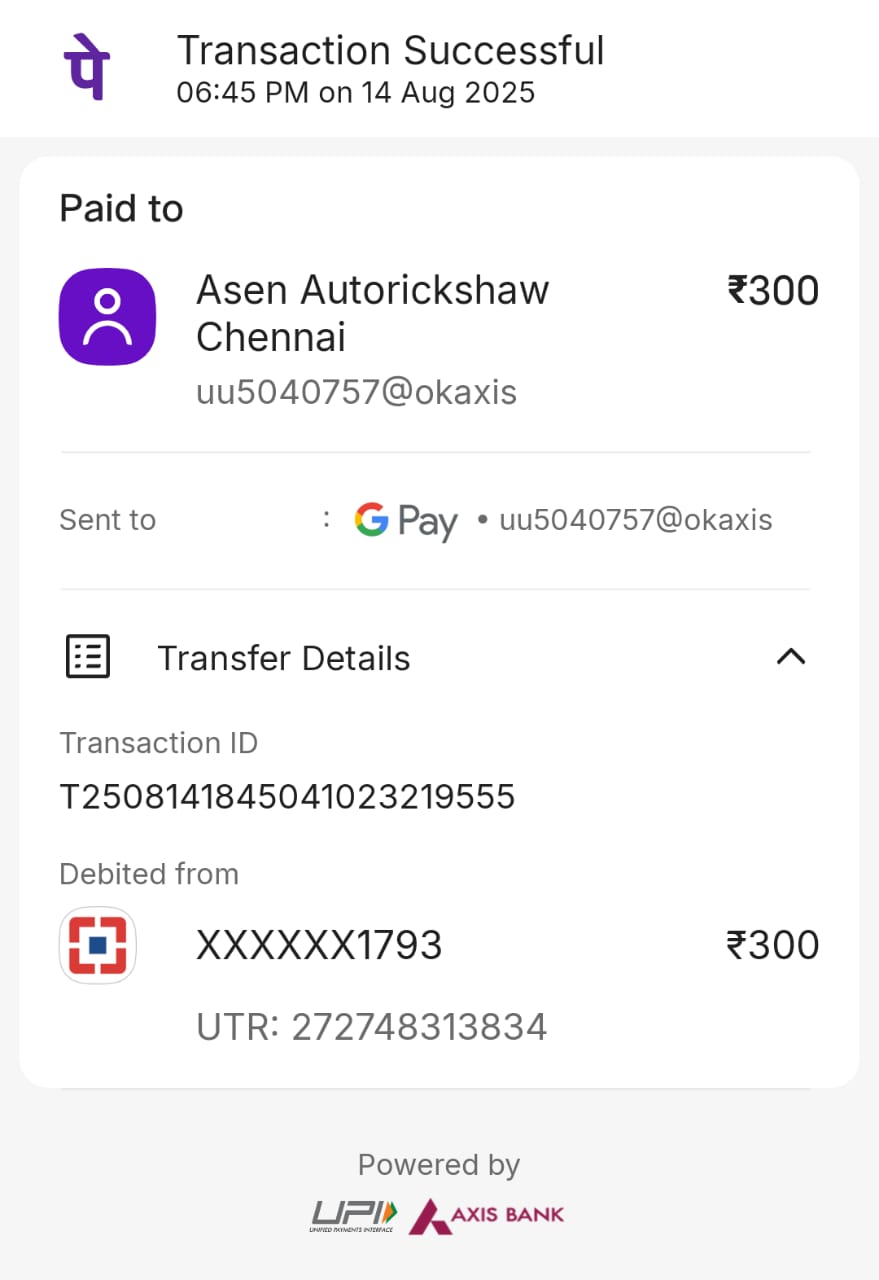 पे
Transaction Successful
06:45 PM on 14 Aug 2025
Paid to
Asen Autorickshaw
₹300
Chennai
uu5040757@okaxis
Sent to : G Pay • uu5040757@okaxis
Transfer Details
Transaction ID
T2508141845041023219555
Debited from
XXXXXX1793 ₹300
UTR: 272748313834
Powered by
UPI AXIS BANK
UNIFIED PAYMENTS INTERFACE